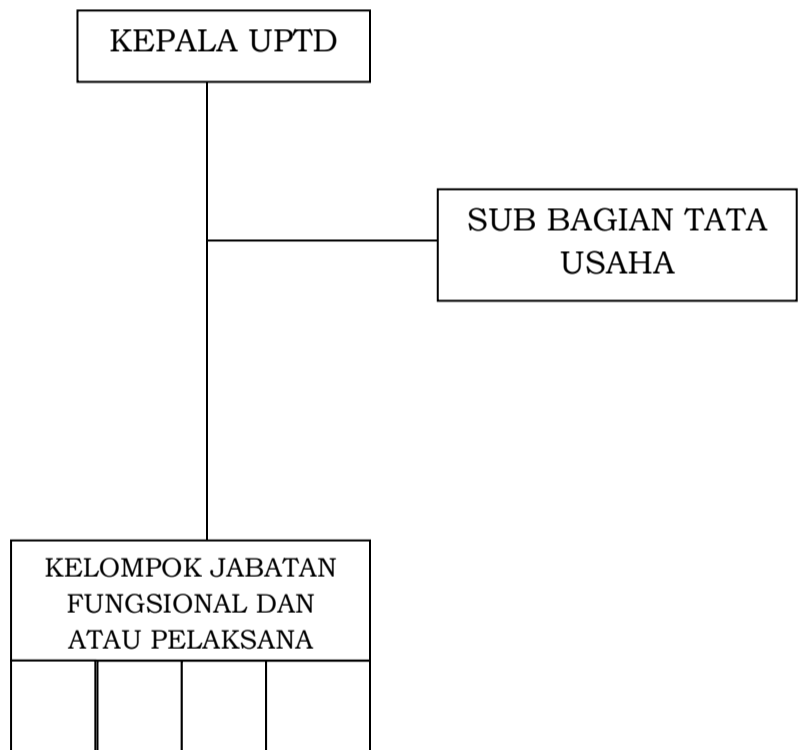 KEPALA UPTD
SUB BAGIAN TATA
USAHA
KELOMPOK JABATAN
FUNGSIONAL DAN
ATAU PELAKSANA